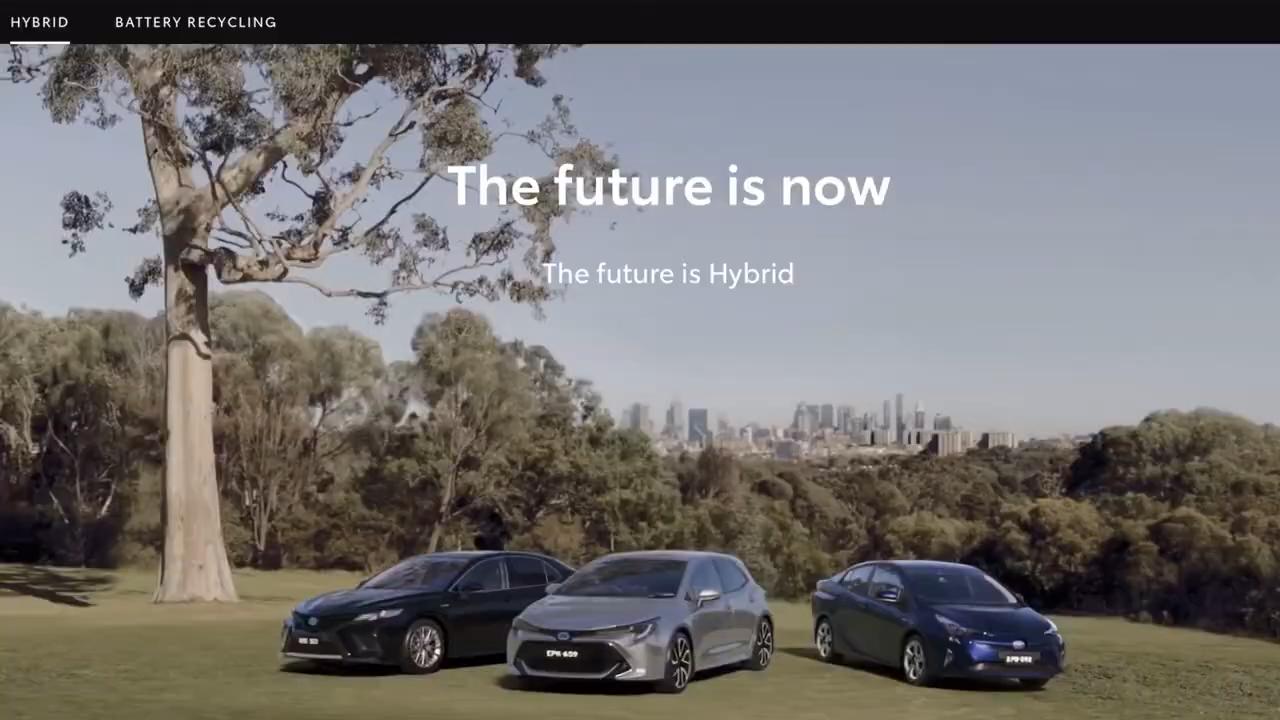 HYBRID
BATTERY RECYCLING
The future is now
The future is Hybrid